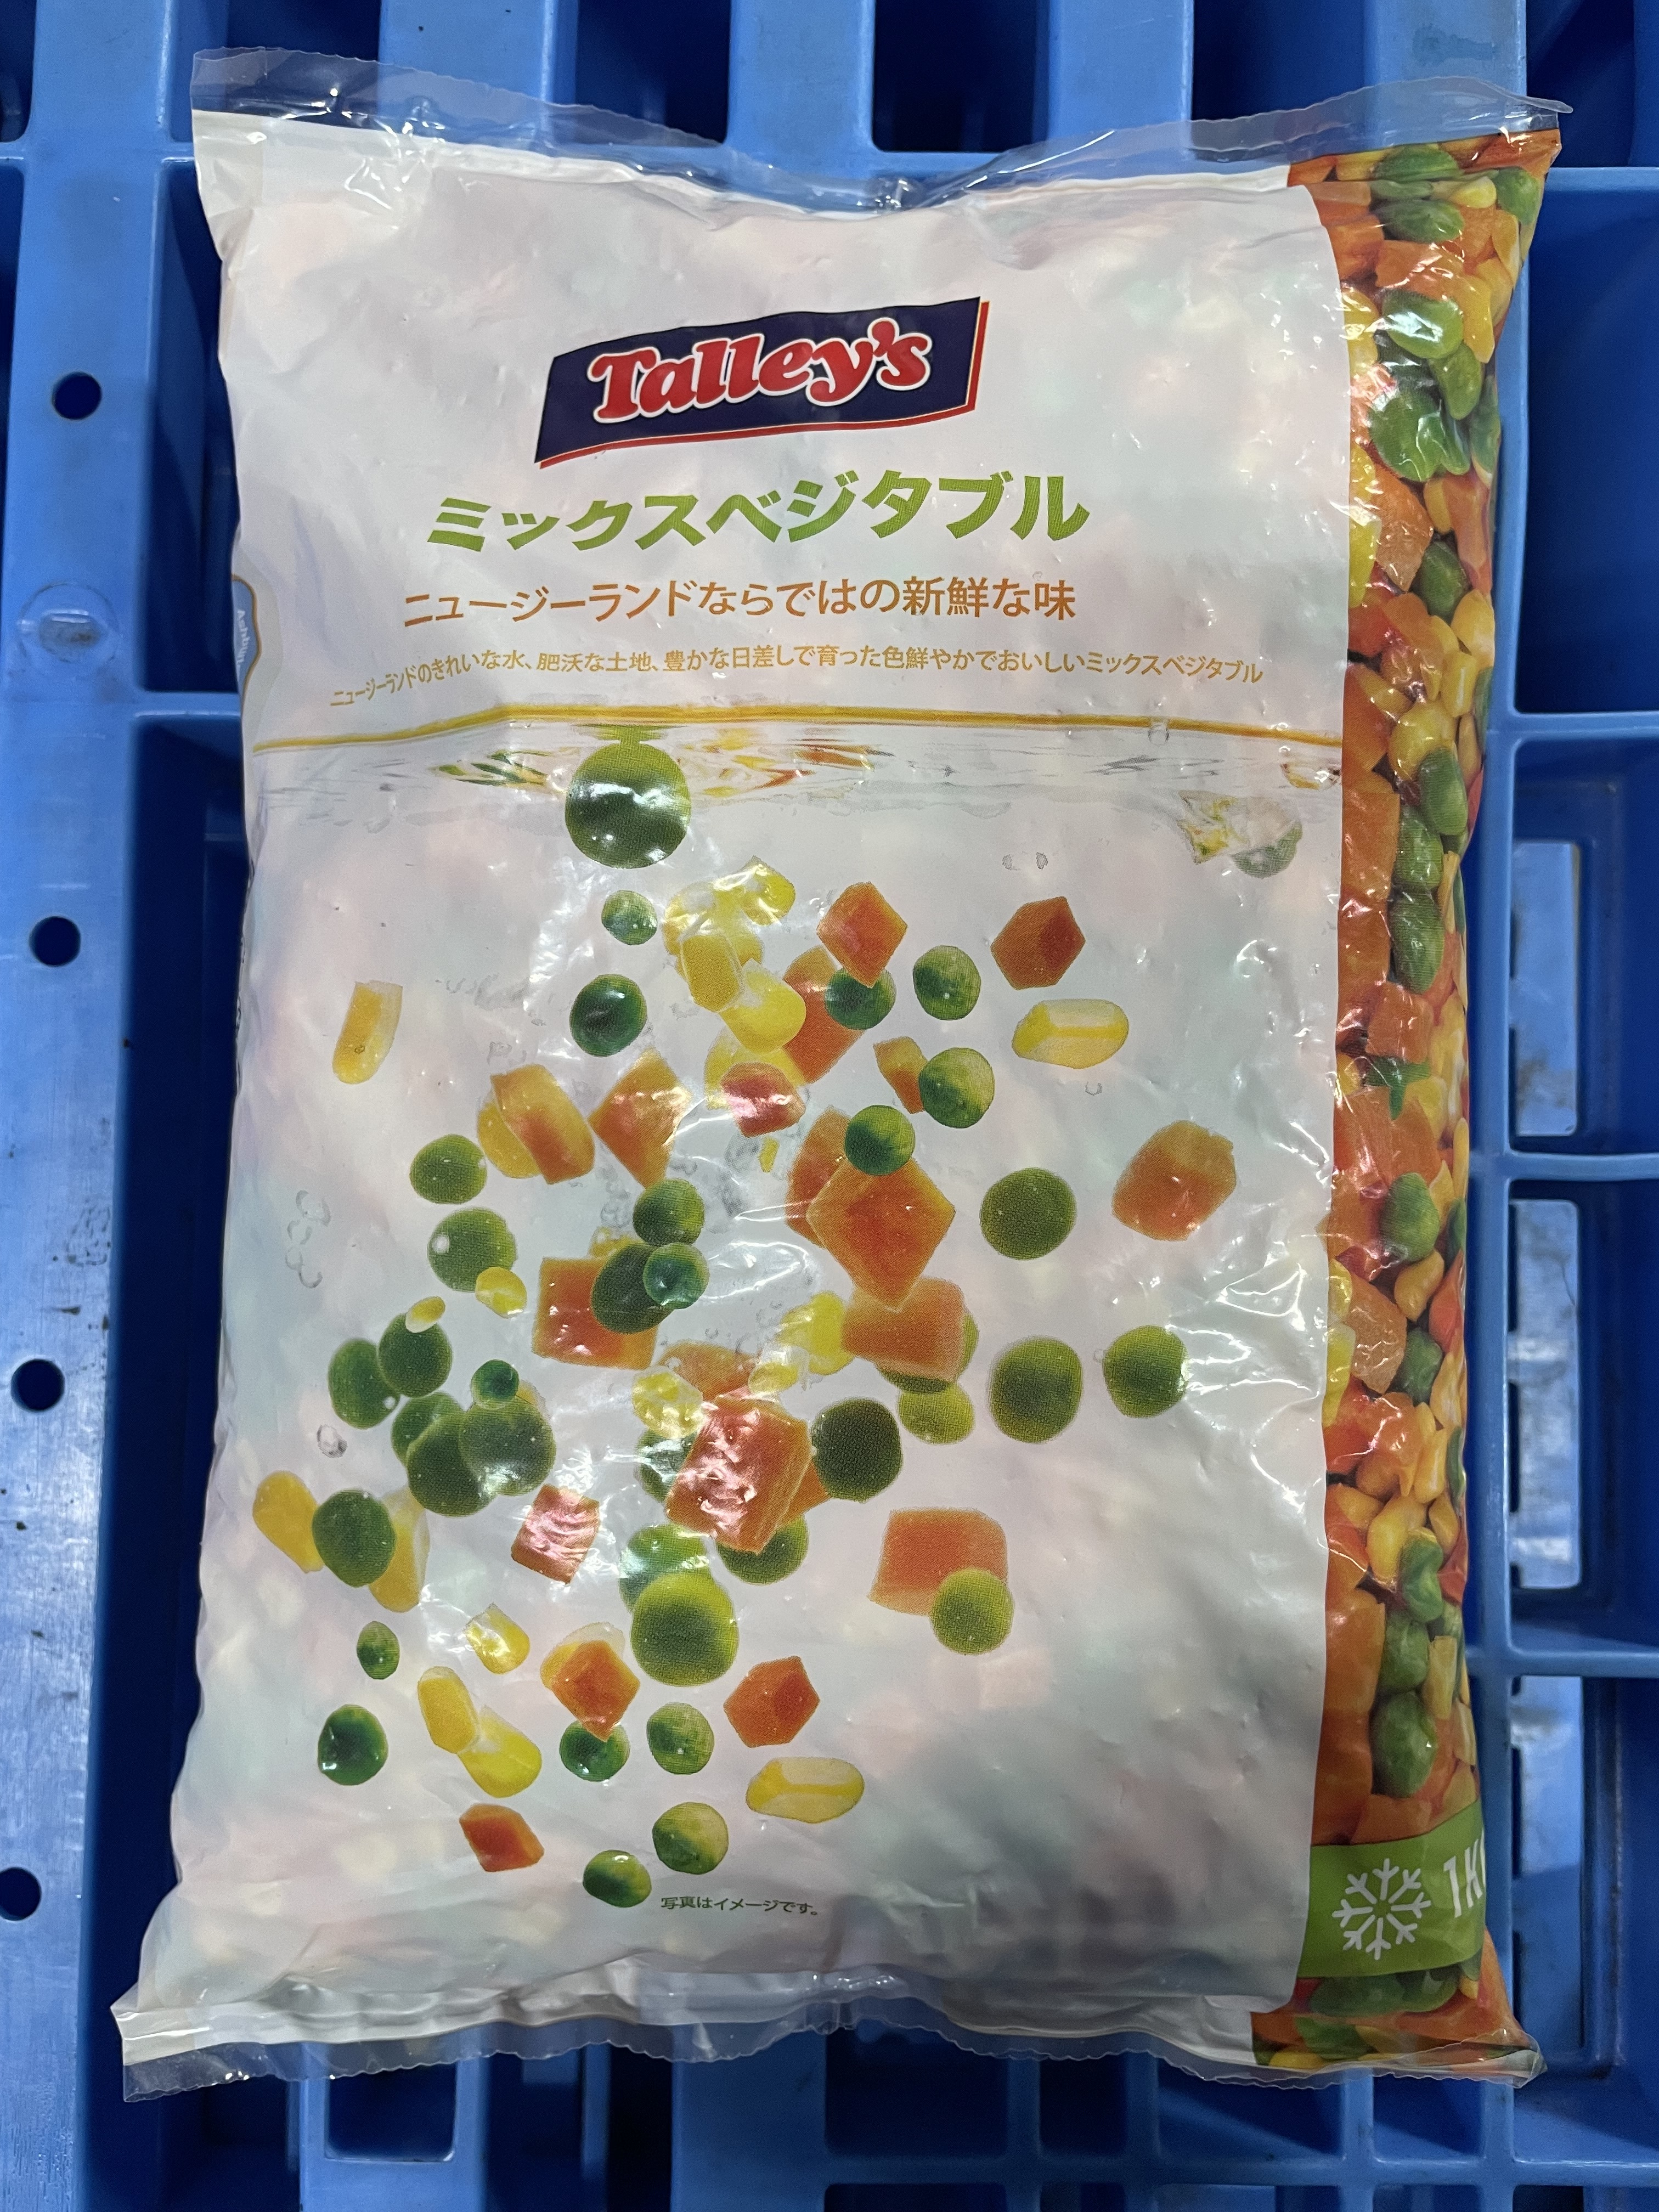 Talley's
ミックスベジタブル
ニュージーランドならではの新鮮な味
ニュージーランドのきれいな水、肥沃な土地、豊かな日差しで育った色鮮やかでおいしいミックスベジタブル
写真はイメージです。